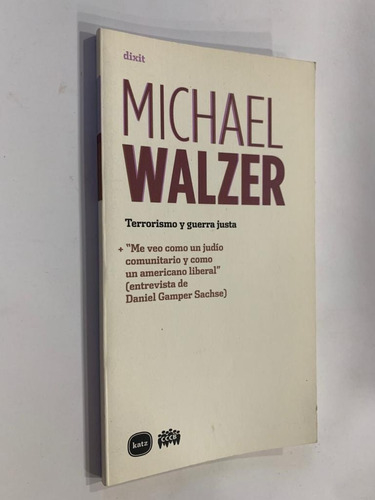 dixit
MICHAEL
WALZER
Terrorismo y guerra justa
+ "Me veo como un judío
comunitario y como
un americano liberal"
(entrevista de
Daniel Gamper Sachse)
katz
CCCB